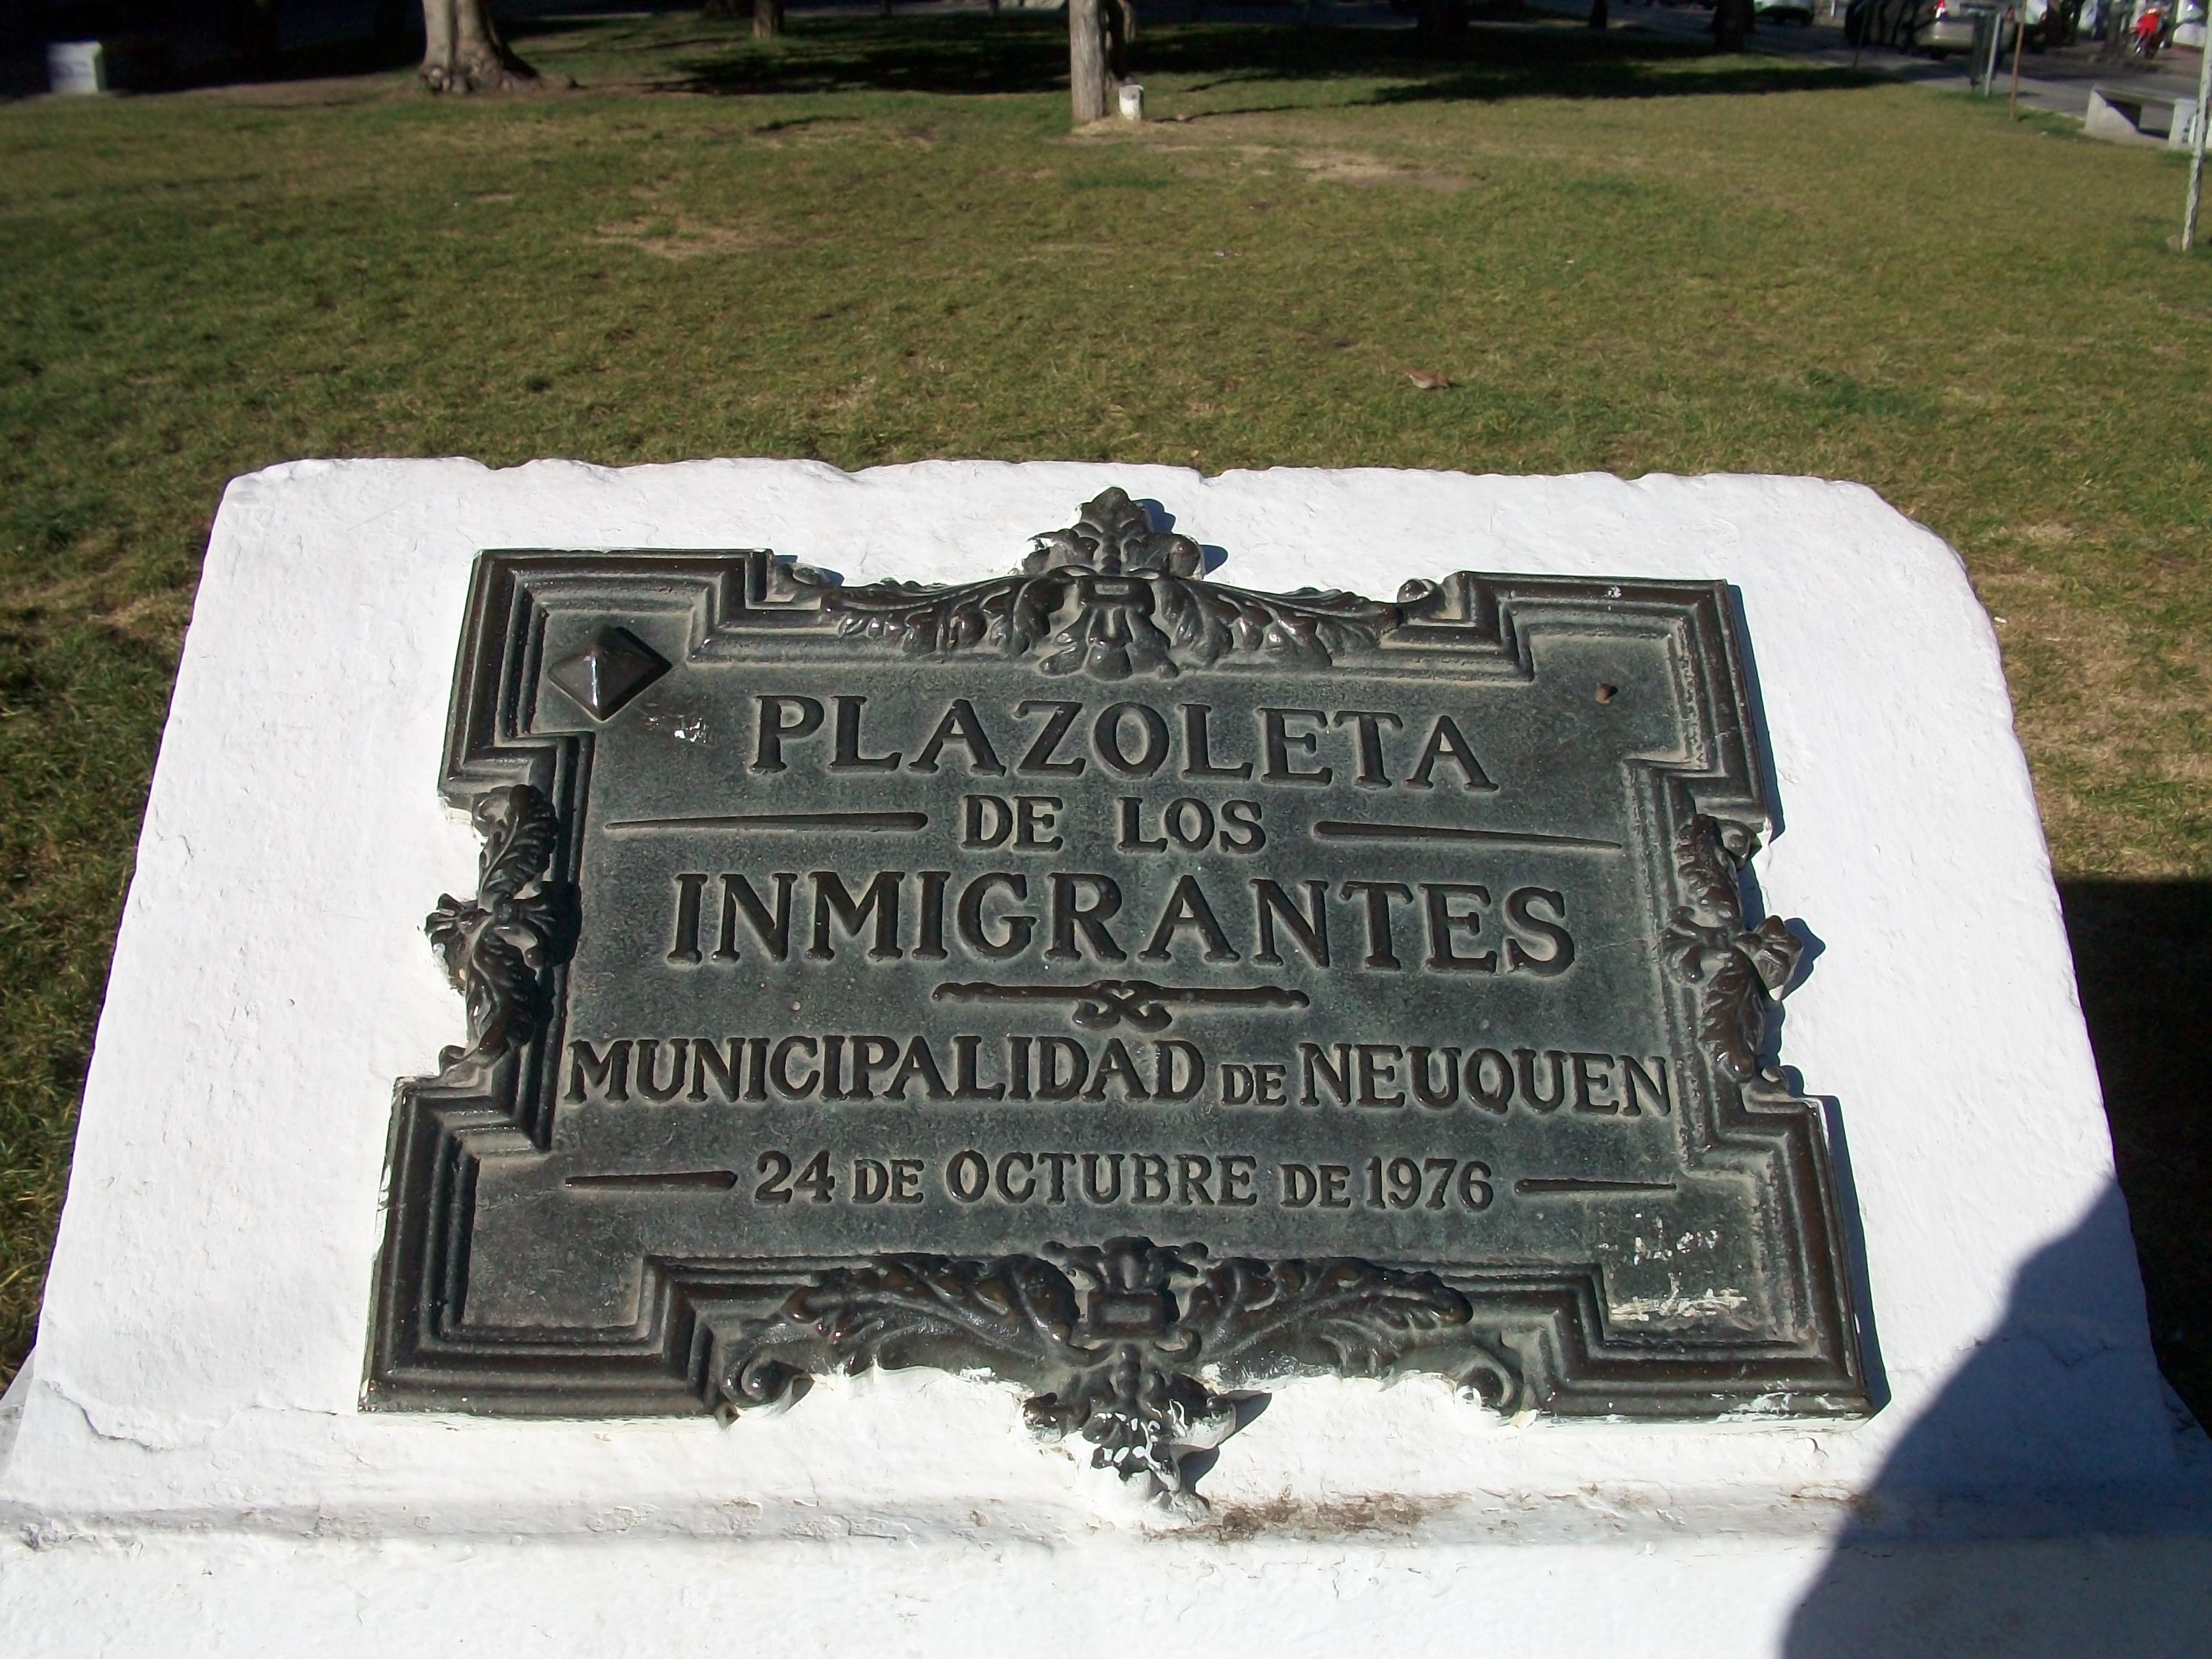 PLAZOLETA
DE LOS
INMIGRANTES
MUNICIPALIDAD DE NEUQUEN
24 DE OCTUBRE DE 1976